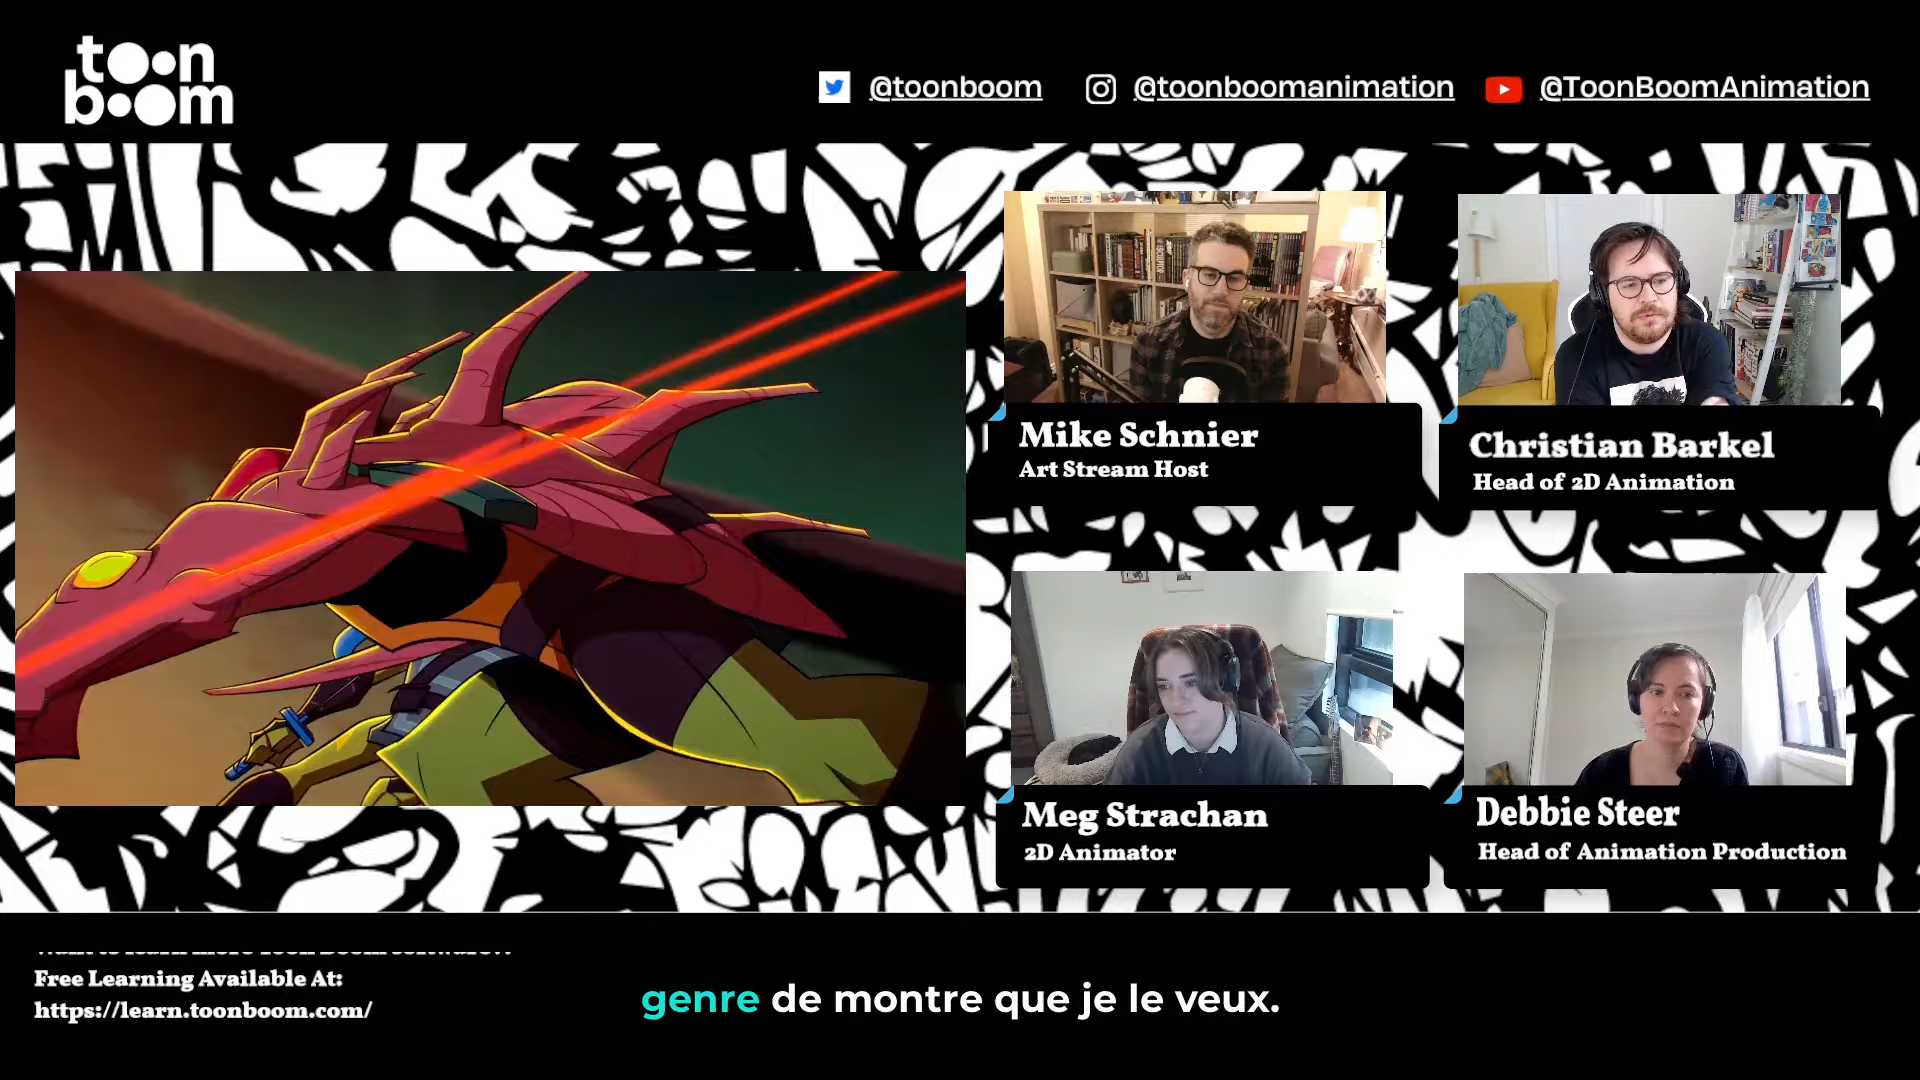 toon
boom
@toonboom
@toonboomanimation
@ToonBoomAnimation
Mike Schnier
Art Stream Host
Christian Barkel
Head of 2D Animation
Meg Strachan
2D Animator
Debbie Steer
Head of Animation Production
Free Learning Available At:
https://learn.toonboom.com/
genre de montre que je le veux.